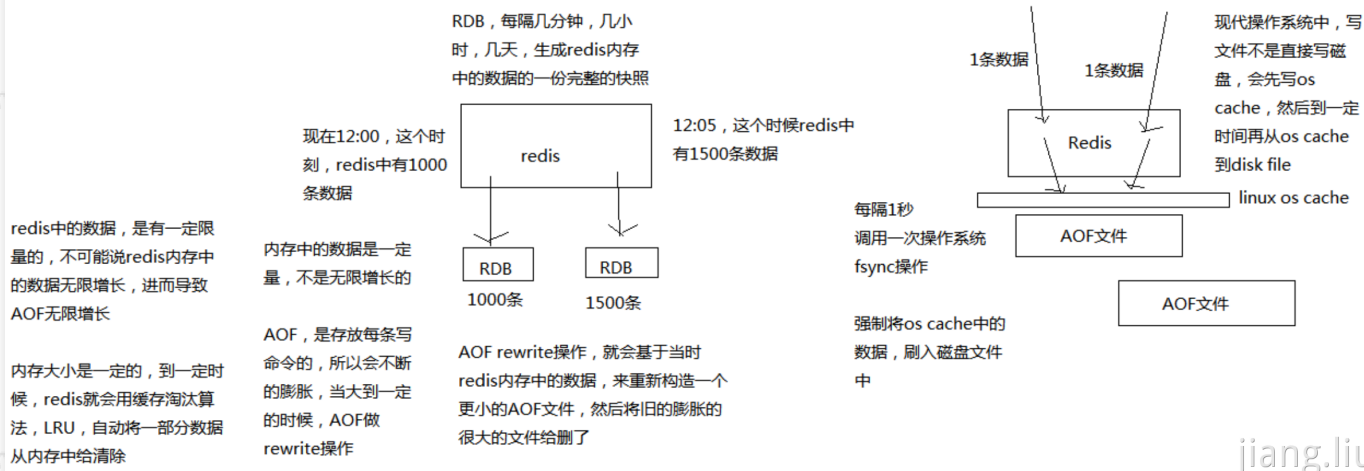 RDB，每隔几分钟，几小
时，几天，生成redis内存
中的数据的一份完整的快照
现在12:00，这个时
刻，redis中有1000
条数据
redis
12:05，这个时候redis中
有1500条数据
RDB
1000条
RDB
1500条
redis中的数据，是有一定限
量的，不可能说redis内存中
的数据无限增长，进而导致
AOF无限增长
内存大小是一定的，到一定时
候，redis就会用缓存淘汰算
法，LRU，自动将一部分数据
从内存中给清除
内存中的数据是一定
量，不是无限增长的
AOF，是存放每条写
命令的，所以会不断
的膨胀，当大到一定
的时候，AOF做
rewrite操作
AOF rewrite操作，就会基于当时
redis内存中的数据，来重新构造一个
更小的AOF文件，然后将旧的膨胀的
很大的文件给删了
1条数据
1条数据
Redis
现代操作系统中，写
文件不是直接写磁
盘，会先写os
cache，然后到一定
时间再从os cache
到disk file
linux os cache
每隔1秒
调用一次操作系统
fsync操作
强制将os cache中的
数据，刷入磁盘文件
中
AOF文件
AOF文件
jiang.liu